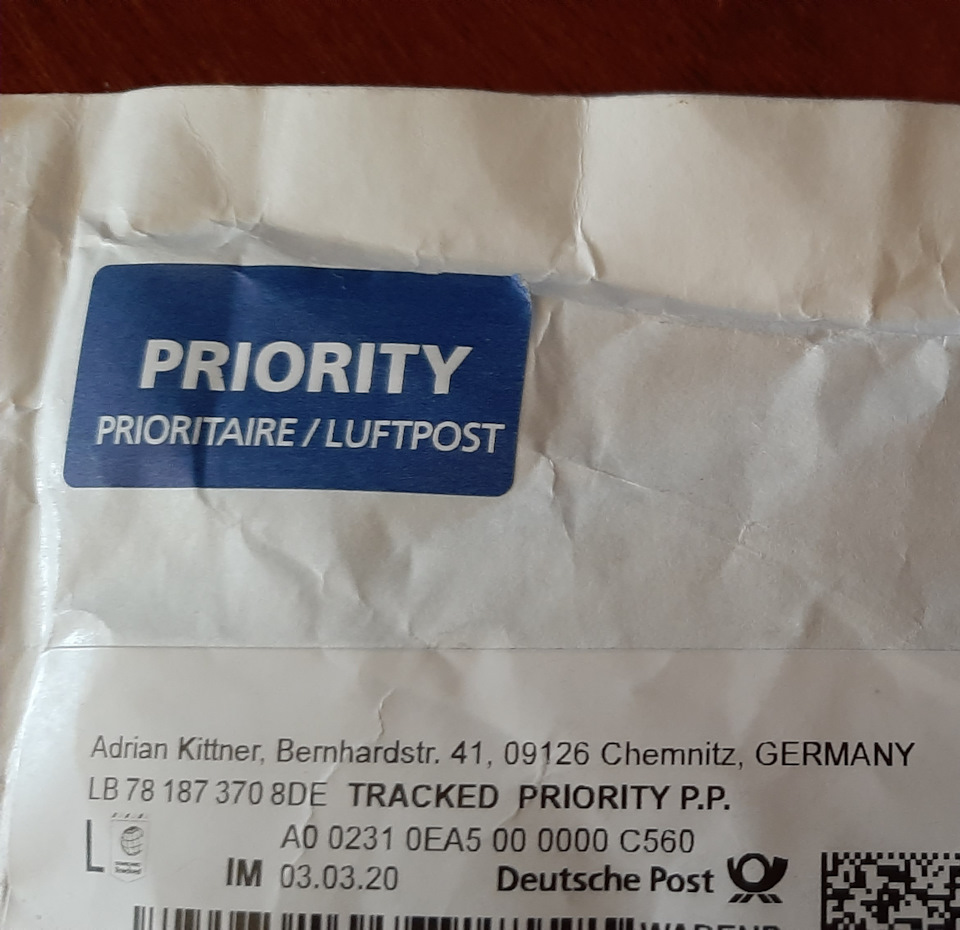 PRIORITY
PRIORITAIRE / LUFTPOST
Adrian Kittner, Bernhardstr. 41, 09126 Chemnitz, GERMANY
LB 78 187 370 8DE TRACKED PRIORITY P.P.
A0 0231 0EA5 00 0000 C560
L
IM 03.03.20 Deutsche Post